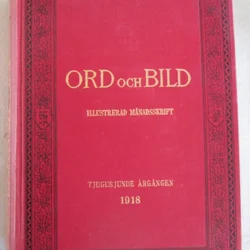 ORD OCH BILD
ILLUSTRERAD MÅNADSSKRIFT
TJUGUSJUNDE ÅRGÅNGEN
1918